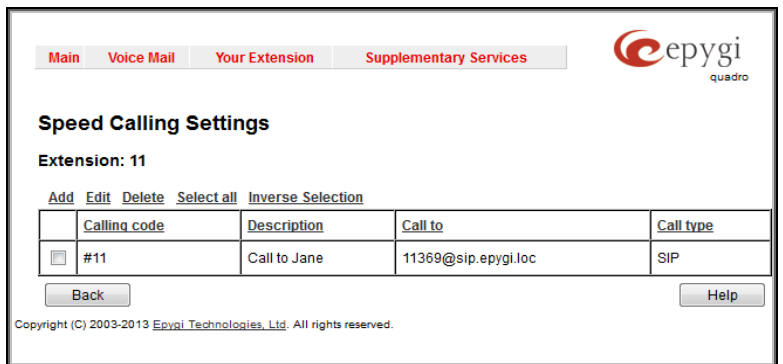 Main Voice Mail Your Extension Supplementary Services
epygi
quadro
Speed Calling Settings
Extension: 11
Add Edit Delete Select all Inverse Selection
Calling code Description Call to Call type
#11 Call to Jane 11369@sip.epygi.loc SIP
Back Help
Copyright (C) 2003-2013 Epygi Technologies, Ltd. All rights reserved.